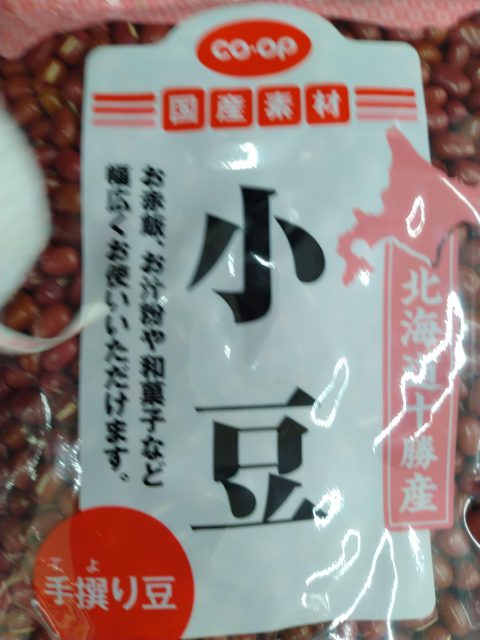 co・op
国産素材
小豆
お赤飯、お汁粉や和菓子など
幅広くお使いいただけます。
北海道十勝産
てよ
手撰り豆